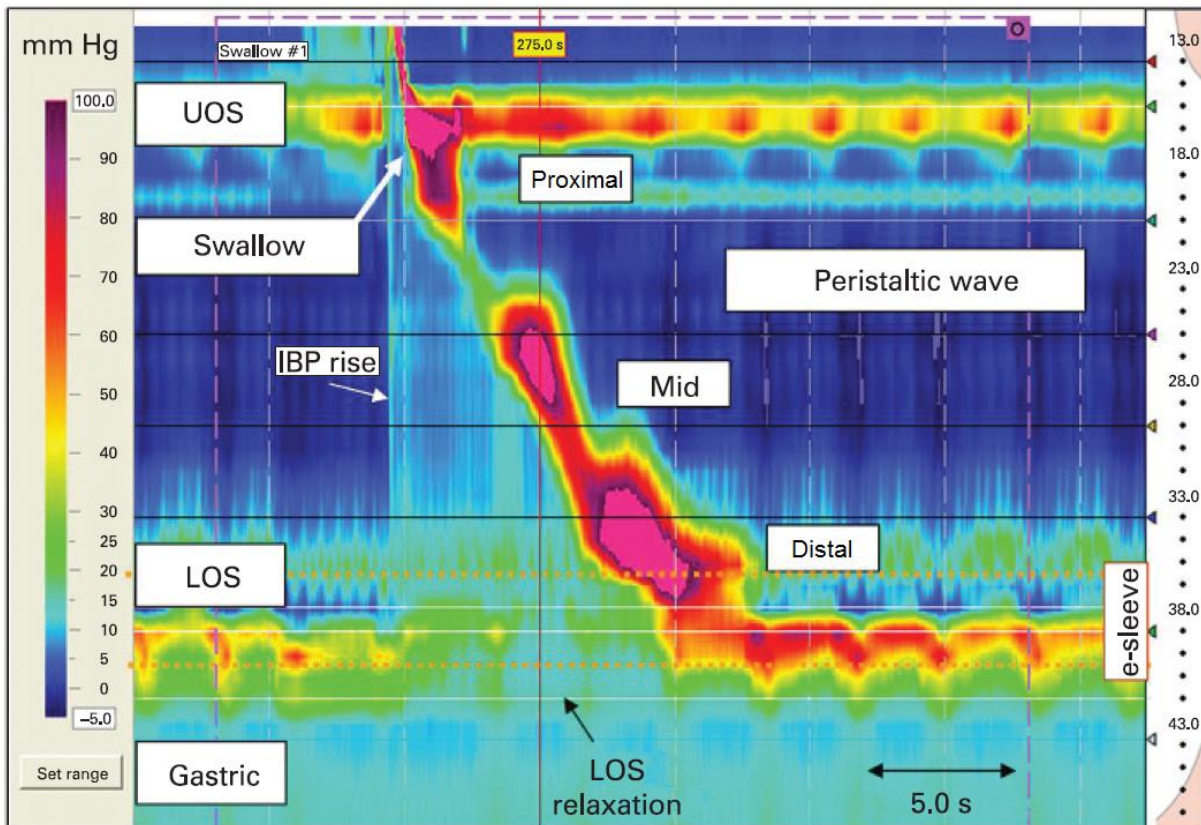 mm Hg
100.0
90
80
70
60
50
40
30
25
20
15
10
5
0
−5.0
Set range
Swallow #1
275.0 s
UOS
Proximal
Swallow
Peristaltic wave
IBP rise
Mid
Distal
LOS
e-sleeve
LOS
relaxation
5.0 s
Gastric
13.0
18.0
23.0
28.0
33.0
38.0
43.0